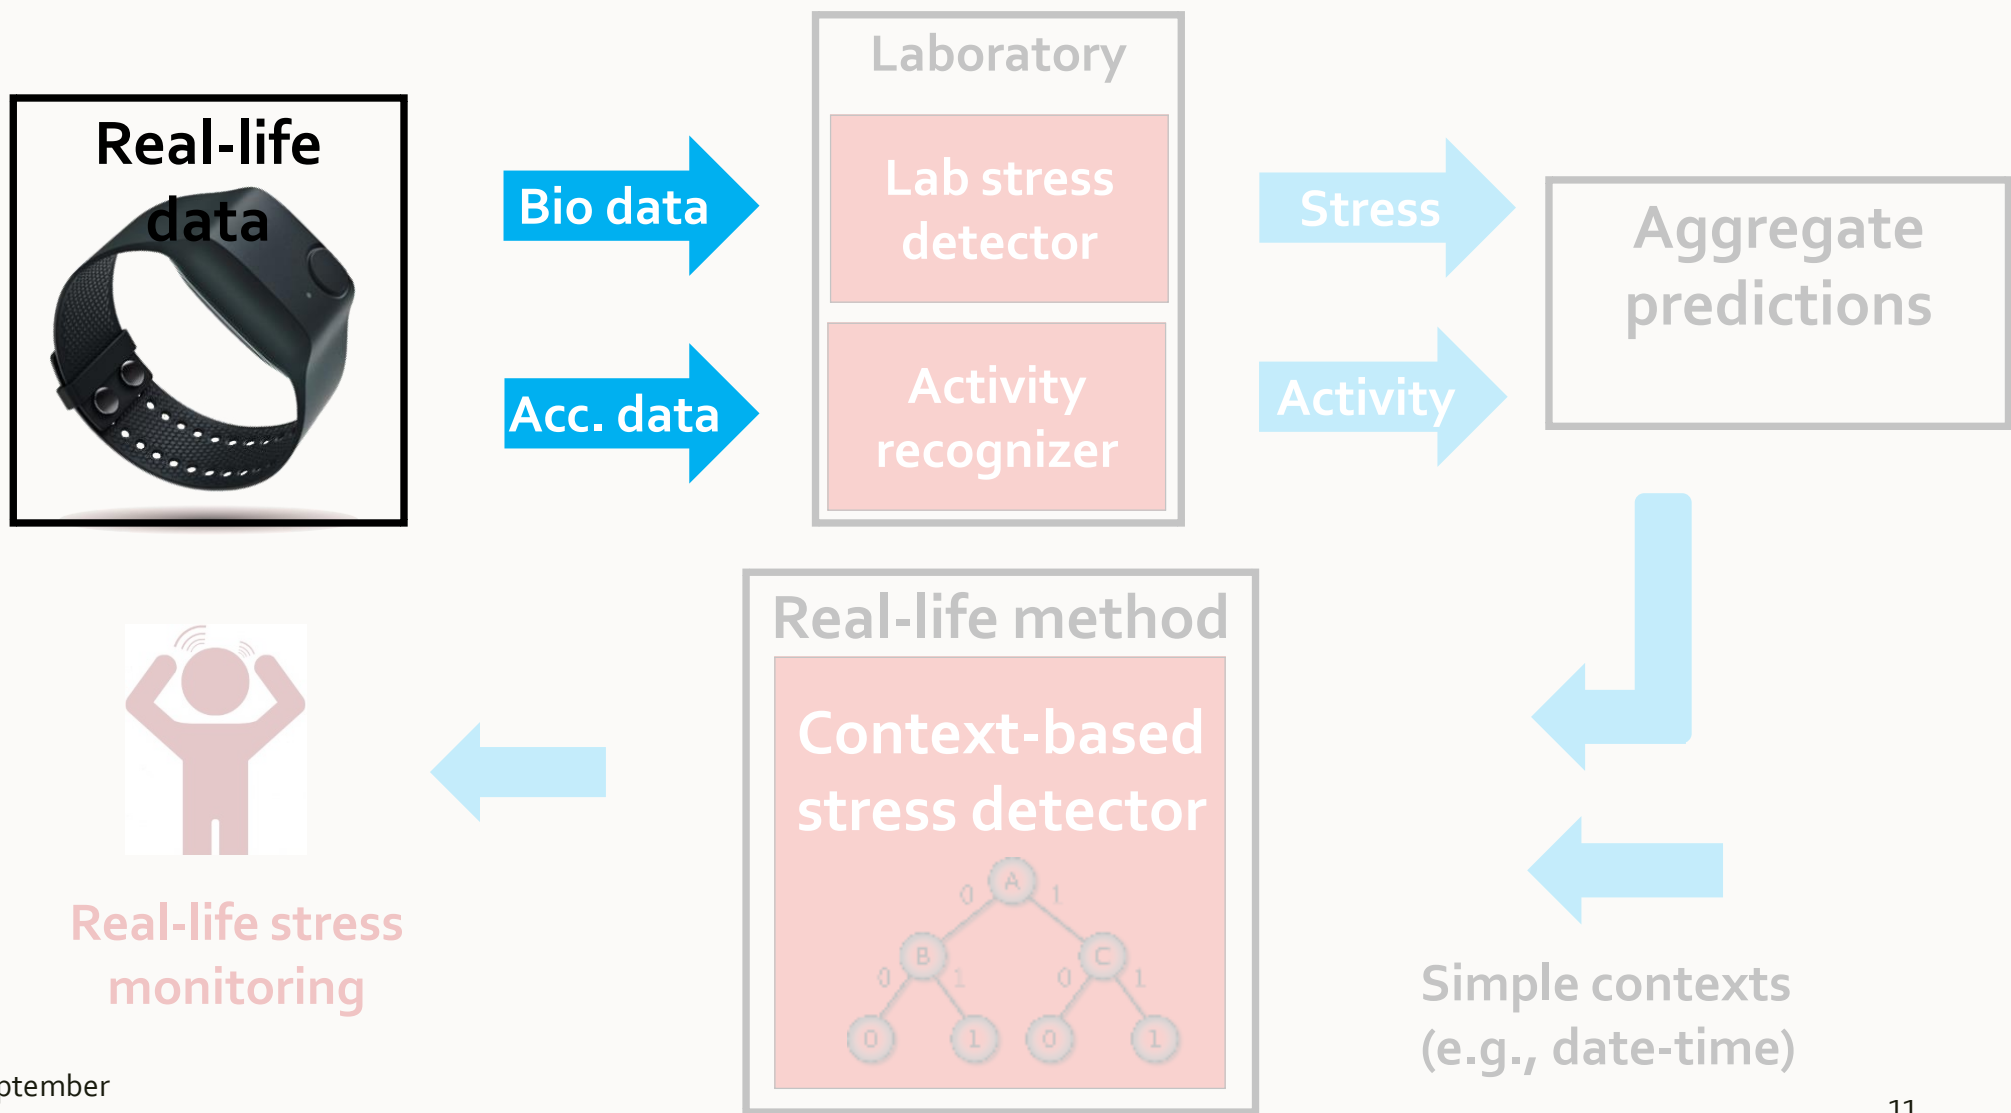 Real-life
data
Bio data
Acc. data
Laboratory
Lab stress
detector
Activity
recognizer
Stress
Activity
Aggregate
predictions
Real-life method
Context-based
stress detector
A
0
1
B
C
0
1
0
1
0
1
0
1
Simple contexts
(e.g., date-time)
Real-life stress
monitoring
ptember
11